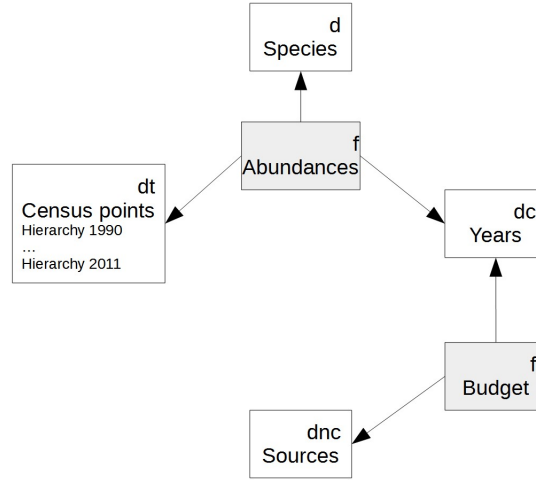 d
Species
f
Abundances
dt
Census points
Hierarchy 1990
...
Hierarchy 2011
dc
Years
f
Budget
dnc
Sources